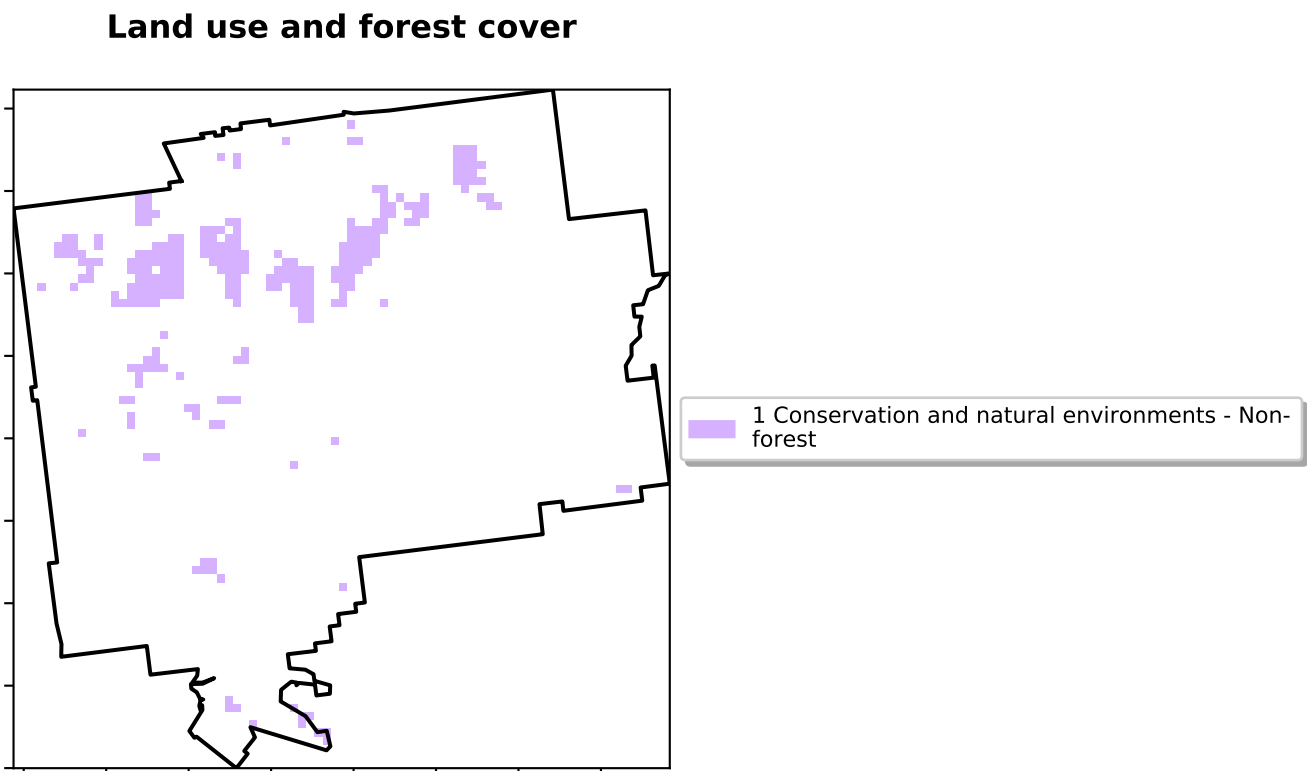 Land use and forest cover
1 Conservation and natural environments - Non-
forest